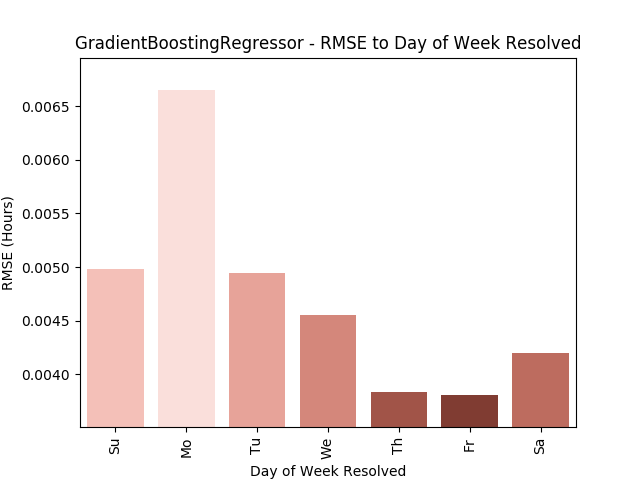 GradientBoostingRegressor - RMSE to Day of Week Resolved
RMSE (Hours)
0.0065
0.0060
0.0055
0.0050
0.0045
0.0040
Su
Mo
Tu
We
Th
Fr
Sa
Day of Week Resolved